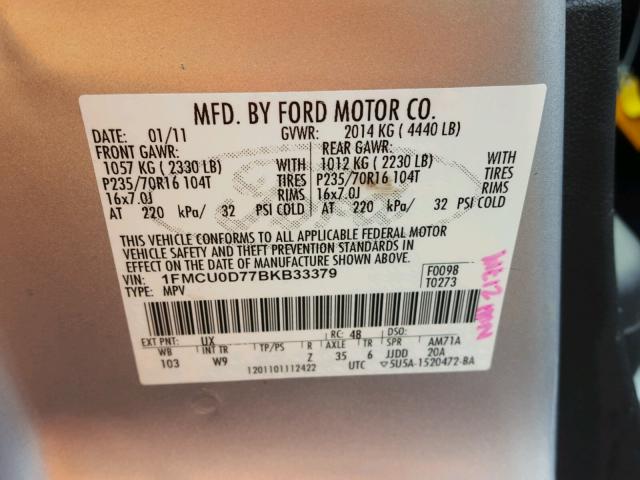 MFD. BY FORD MOTOR CO.
DATE: 01/11 GVWR: 2014 KG ( 4440 LB)
FRONT GAWR: REAR GAWR:
1057 KG ( 2330 LB) WITH 1012 KG ( 2230 LB) WITH
P235/70R16 104T TIRES P235/70R16 104T TIRES
16x7.0J RIMS 16x7.0J RIMS
AT 220 kPa/ 32 PSI COLD AT 220 kPa/ 32 PSI COLD
THIS VEHICLE CONFORMS TO ALL APPLICABLE FEDERAL MOTOR
VEHICLE SAFETY AND THEFT PREVENTION STANDARDS IN
EFFECT ON THE DATE OF MANUFACTURE SHOWN ABOVE.
VIN: 1FMCU0D77BKB33379 F0098
TYPE: MPV T0273
EXT PNT: UX RC: 48 DSO:
WB INT TR TP/PS R AXLE TR SPR AM71A
103 W9 Z 35 6 JJDD 20A
1201101112422 UTC 5U5A-1520472-BA